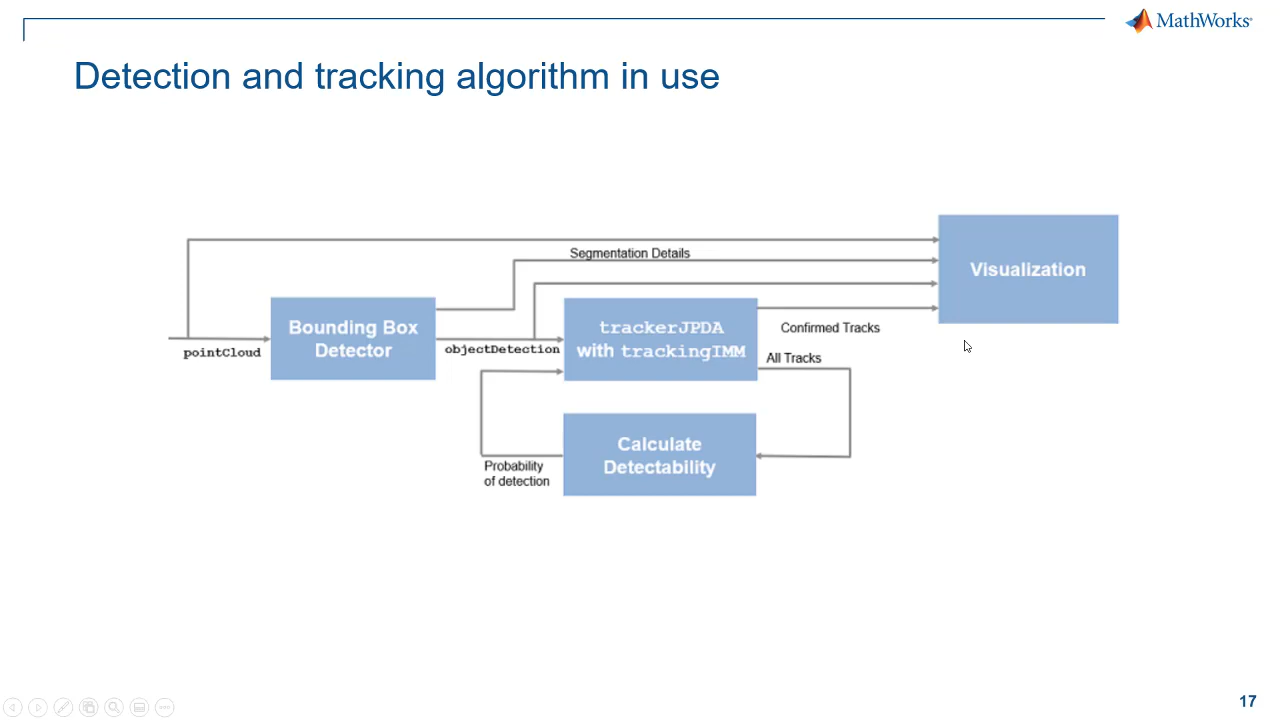 MathWorks®
Detection and tracking algorithm in use
Segmentation Details
Visualization
Bounding Box
Detector
pointCloud
objectDetection
trackerJPDA
with trackingIMM
Confirmed Tracks
All Tracks
Calculate
Detectability
Probability
of detection
17